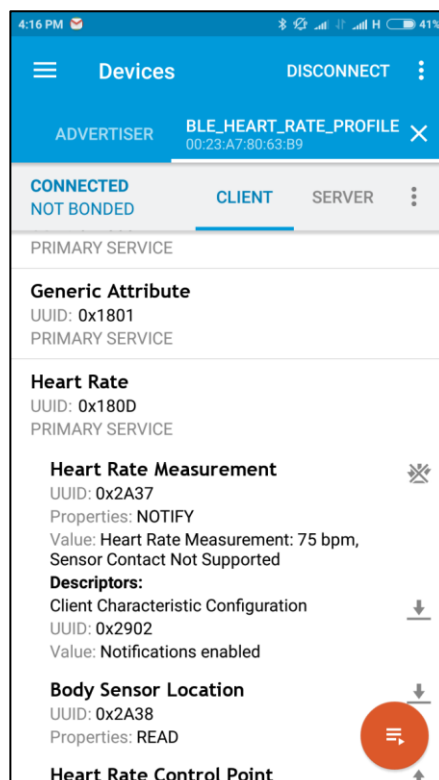 4:16 PM H 41%
Devices DISCONNECT
ADVERTISER BLE_HEART_RATE_PROFILE
00:23:A7:80:63:B9
CONNECTED
NOT BONDED CLIENT SERVER
PRIMARY SERVICE
Generic Attribute
UUID: 0x1801
PRIMARY SERVICE
Heart Rate
UUID: 0x180D
PRIMARY SERVICE
Heart Rate Measurement
UUID: 0x2A37
Properties: NOTIFY
Value: Heart Rate Measurement: 75 bpm,
Sensor Contact Not Supported
Descriptors:
Client Characteristic Configuration
UUID: 0x2902
Value: Notifications enabled
Body Sensor Location
UUID: 0x2A38
Properties: READ
Heart Rate Control Point